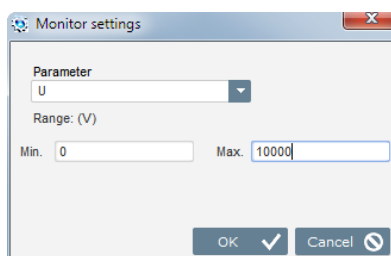 Monitor settings
Parameter
U
Range: (V)
Min. 0 Max. 10000
OK Cancel